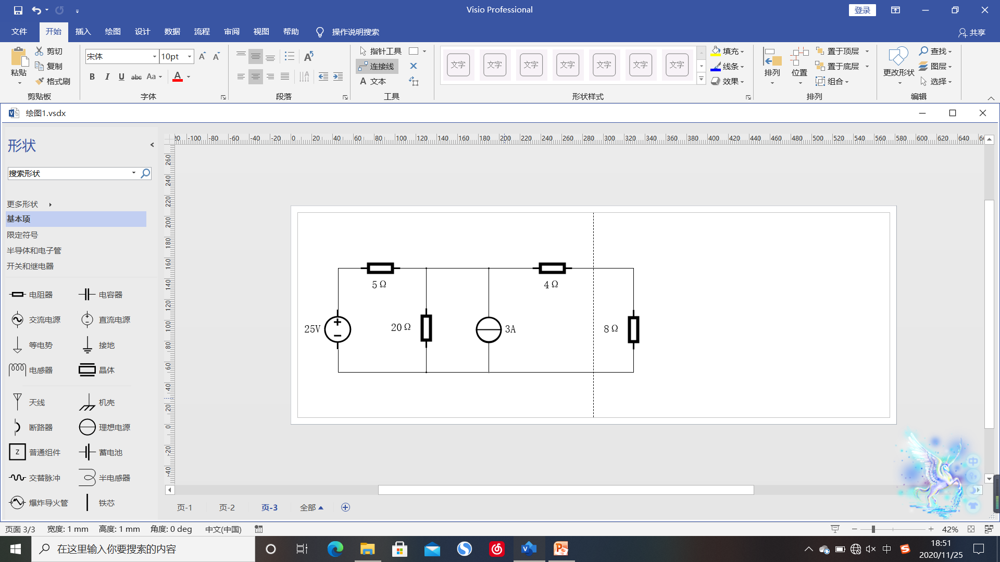 Visio Professional
登录
文件 开始 插入 绘图 设计 数据 流程 审阅 视图 帮助 操作说明搜索 共享
粘贴 剪切 复制 格式刷
剪贴板
宋体 10pt A A
B I U abc Aa A
字体
A
段落
指针工具
连接线
A 文本
工具
文字 文字 文字 文字 文字 文字 文字
填充
线条
效果
形状样式
排列 位置
置于顶层
置于底层
组合
排列
更改形状
查找
图层
选择
编辑
绘图1.vsdx
形状
搜索形状
更多形状
基本项
限定符号
半导体和电子管
开关和继电器
电阻器 电容器
交流电源 直流电源
等电势 接地
电感器 晶体
天线 机壳
断路器 理想电源
Z 普通组件 蓄电池
交替脉冲 半电感器
爆炸导火管 铁芯
20 -100 -80 -60 -40 -20 0 20 40 60 80 100 120 140 160 180 200 220 240 260 280 300 320 340 360 380 400 420 440 460 480 500 520 540 560 580 600 620 640
260 240 220 200 180 160 140 120 100 80 60 40 20 0 -20 -40
5Ω 4Ω
25V 20Ω 3A 8Ω
中
页-1 页-2 页-3 全部
页面 3/3 宽度: 1 mm 高度: 1 mm 角度: 0 deg 中文(中国) 42%
在这里输入你要搜索的内容
中
18:51
2020/11/25